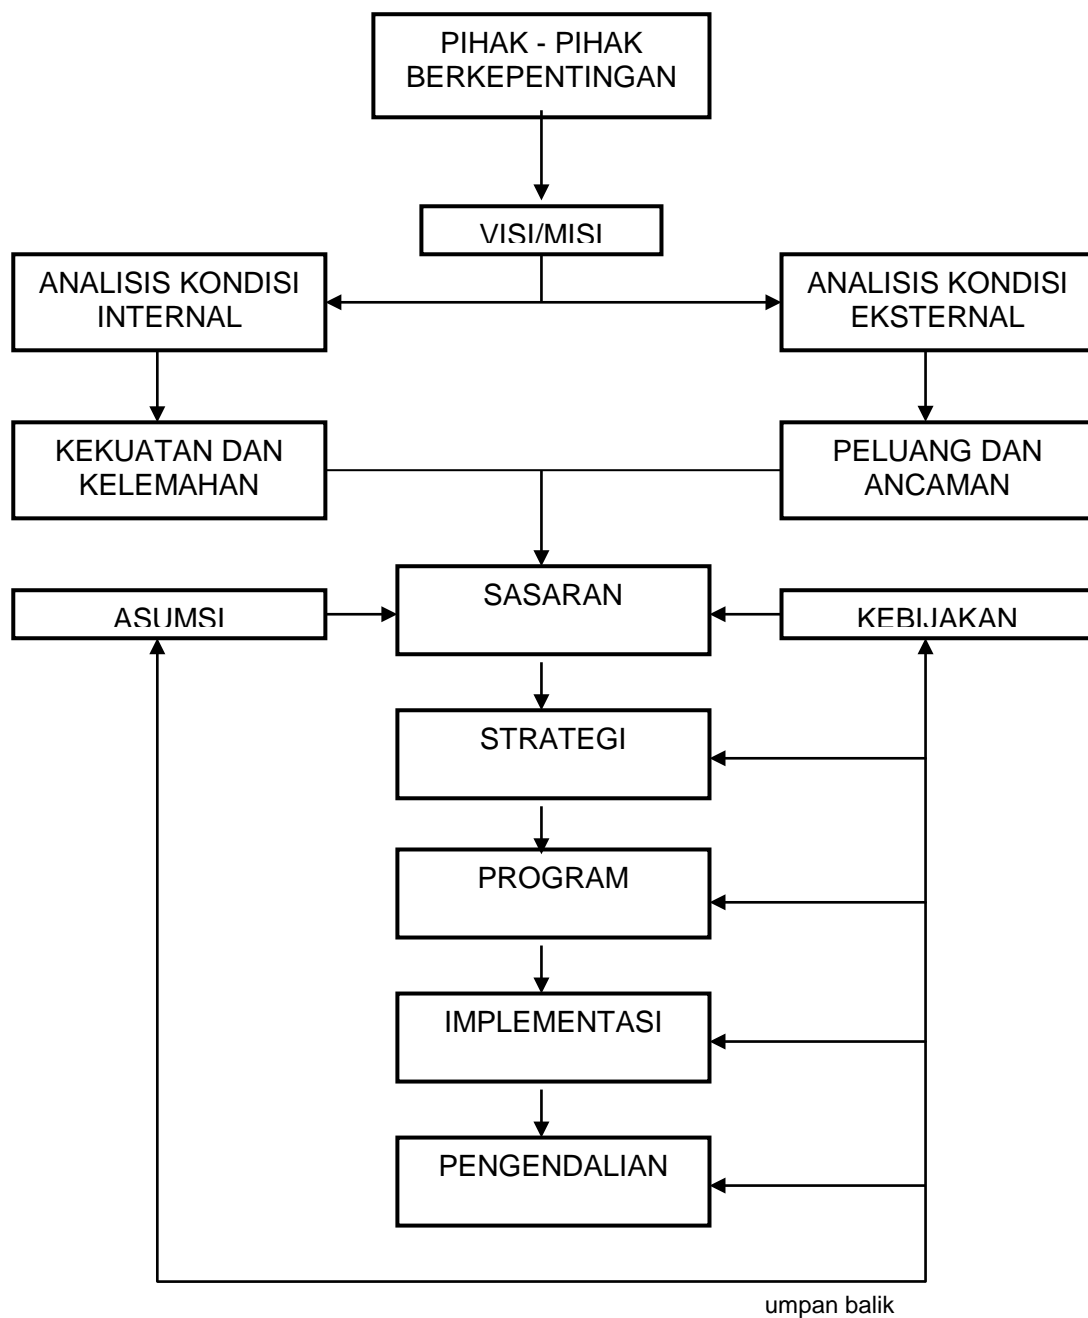 PIHAK - PIHAK
BERKEPENTINGAN
VISI/MISI
ANALISIS KONDISI
INTERNAL
ANALISIS KONDISI
EKSTERNAL
KEKUATAN DAN
KELEMAHAN
PELUANG DAN
ANCAMAN
SASARAN
ASUMSI
KEBIJAKAN
STRATEGI
PROGRAM
IMPLEMENTASI
PENGENDALIAN
umpan balik